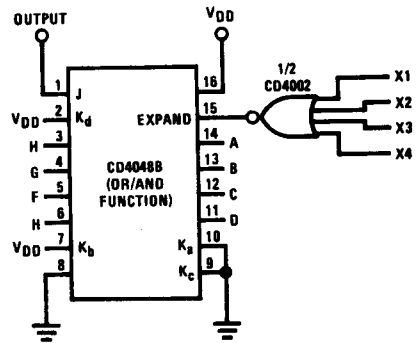 OUTPUT
VDD
1/2
CD4002
1 J
16
X1
2 Kd
VDD
EXPAND 15
X2
3
H
14 A
X3
4
G
13 B
X4
CD4048B
(OR/AND
FUNCTION)
5
F
12 C
6
H
11 D
7 Kb
VDD
Ka 10
8
Kc 9